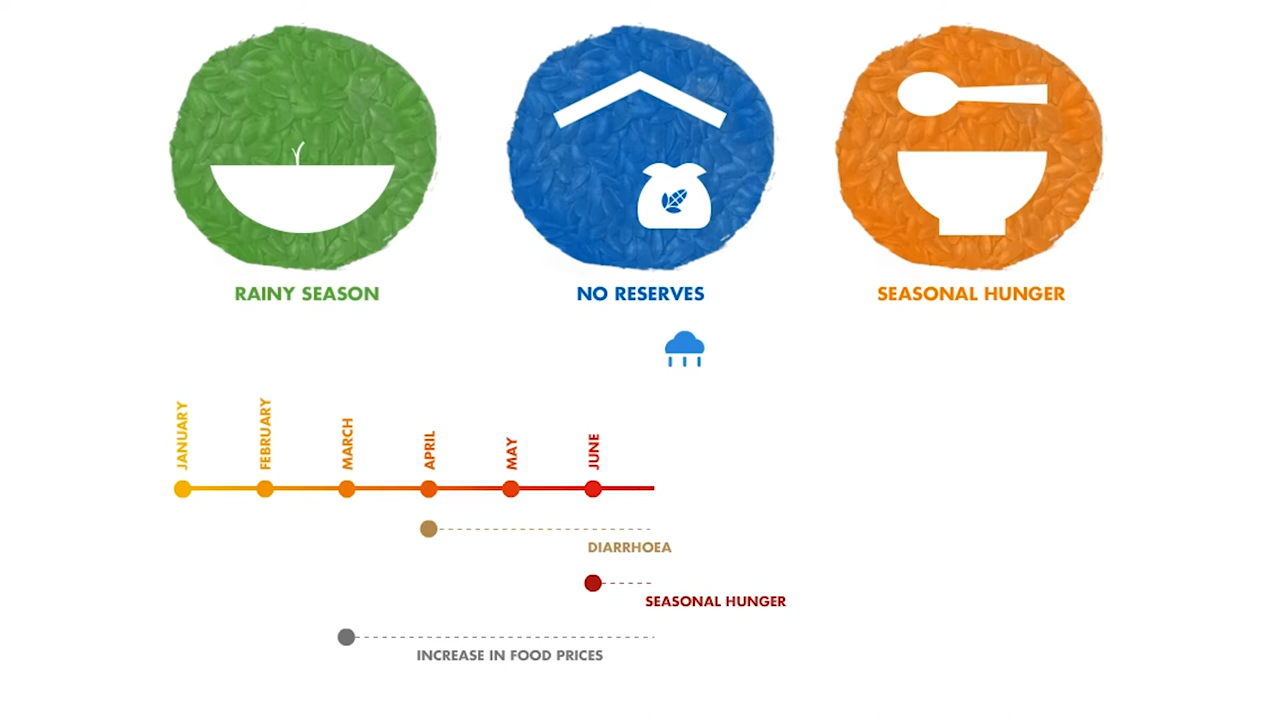 RAINY SEASON
NO RESERVES
SEASONAL HUNGER
JANUARY
FEBRUARY
MARCH
APRIL
MAY
JUNE
DIARRHOEA
SEASONAL HUNGER
INCREASE IN FOOD PRICES